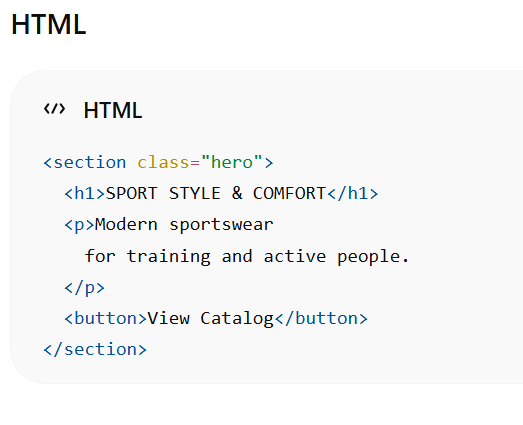 HTML
</> HTML
<section class="hero">
  <h1>SPORT STYLE & COMFORT</h1>
  <p>Modern sportswear
    for training and active people.
  </p>
  <button>View Catalog</button>
</section>